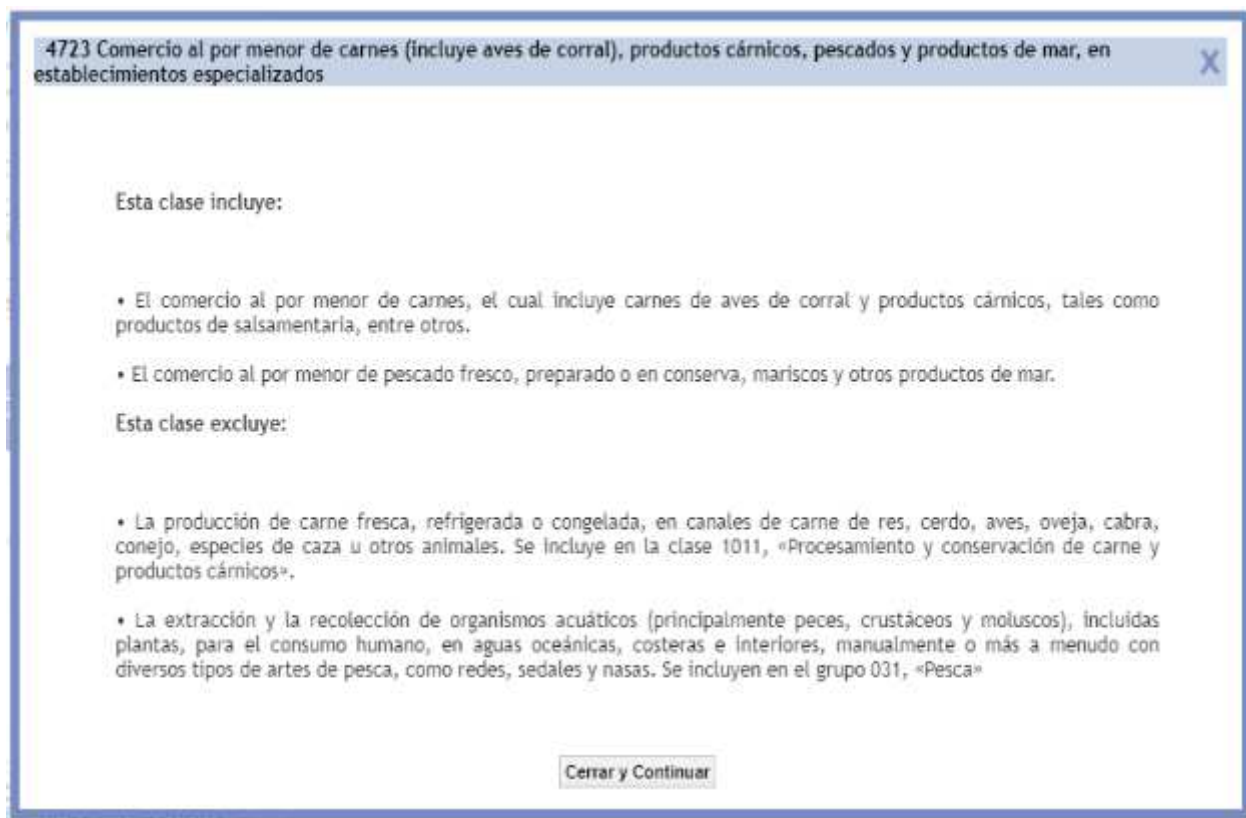 4723 Comercio al por menor de carnes (incluye aves de corral), productos cárnicos, pescados y productos de mar, en
establecimientos especializados
X
Esta clase incluye:
• El comercio al por menor de carnes, el cual incluye carnes de aves de corral y productos cárnicos, tales como
productos de salsamentaria, entre otros.
• El comercio al por menor de pescado fresco, preparado o en conserva, mariscos y otros productos de mar.
Esta clase excluye:
• La producción de carne fresca, refrigerada o congelada, en canales de carne de res, cerdo, aves, oveja, cabra,
conejo, especies de caza u otros animales. Se incluye en la clase 1011, «Procesamiento y conservación de carne y
productos cárnicos».
• La extracción y la recolección de organismos acuáticos (principalmente peces, crustáceos y moluscos), incluidas
plantas, para el consumo humano, en aguas oceánicas, costeras e interiores, manualmente o más a menudo con
diversos tipos de artes de pesca, como redes, sedales y nasas. Se incluyen en el grupo 031, «Pesca»
Cerrar y Continuar